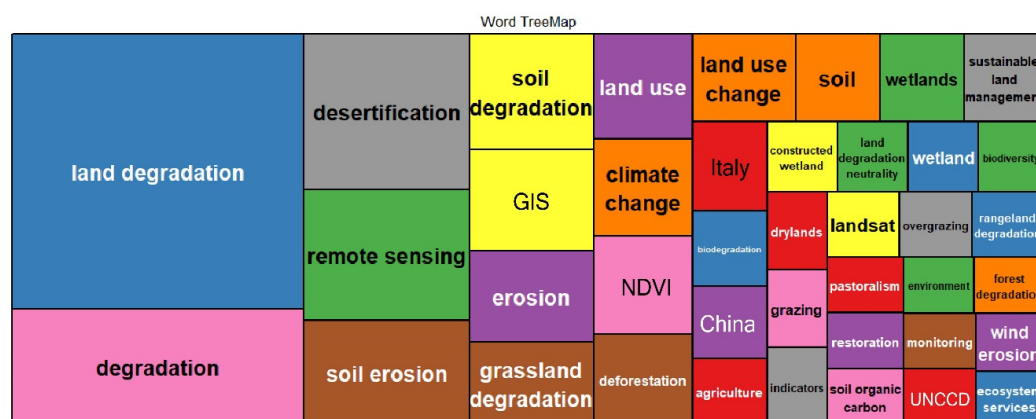 Word TreeMap
land degradation
degradation
desertification
remote sensing
soil erosion
soil
degradation
GIS
erosion
grassland
degradation
land use
climate
change
NDVI
deforestation
land use
change
soil
wetlands
sustainable
land
management
Italy
biodegradation
China
agriculture
constructed
wetland
land
degradation
neutrality
wetland
biodiversity
drylands
grazing
indicators
landsat
overgrazing
rangeland
degradation
pastoralism
environment
forest
degradation
restoration
monitoring
wind
erosion
soil organic
carbon
UNCCD
ecosystem
services